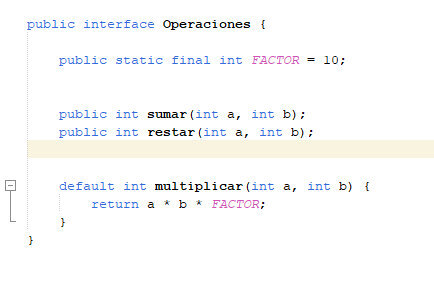 public interface Operaciones {
public static final int FACTOR = 10;
public int sumar(int a, int b);
public int restar(int a, int b);
default int multiplicar(int a, int b) {
return a * b * FACTOR;
}
}